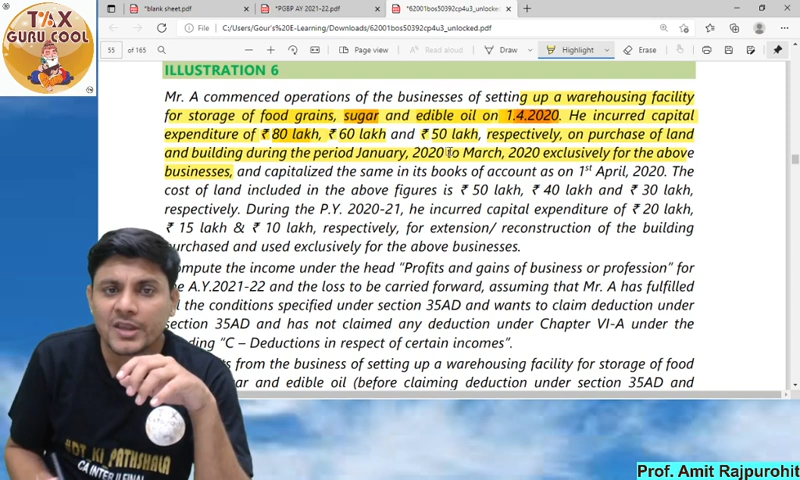 TAX
GURU COOL
*blank sheet.pdf
*PGBP AY 2021-22.pdf
*62001bos50392cp4u3_unlocked.
File
C:/Users/Gour's%20E-Learning/Downloads/62001bos50392cp4u3_unlocked.pdf
55 of 165
Page view
Read aloud
Draw
Highlight
Erase
ILLUSTRATION 6
Mr. A commenced operations of the businesses of setting up a warehousing facility
for storage of food grains, sugar and edible oil on 1.4.2020. He incurred capital
expenditure of ₹ 80 lakh, ₹ 60 lakh and ₹ 50 lakh, respectively, on purchase of land
and building during the period January, 2020 to March, 2020 exclusively for the above
businesses, and capitalized the same in its books of account as on 1st April, 2020. The
cost of land included in the above figures is ₹ 50 lakh, ₹ 40 lakh and ₹ 30 lakh,
respectively. During the P.Y. 2020-21, he incurred capital expenditure of ₹ 20 lakh,
₹ 15 lakh & ₹ 10 lakh, respectively, for extension/ reconstruction of the building
purchased and used exclusively for the above businesses.
compute the income under the head "Profits and gains of business or profession" for
the A.Y.2021-22 and the loss to be carried forward, assuming that Mr. A has fulfilled
the conditions specified under section 35AD and wants to claim deduction under
section 35AD and has not claimed any deduction under Chapter VI-A under the
"C – Deductions in respect of certain incomes".
from the business of setting up a warehousing facility for storage of food
and edible oil (before claiming deduction under section 35AD and
EDT KI PATHSHALA
CA INTER II FINAL
Prof. Amit Rajpurohit